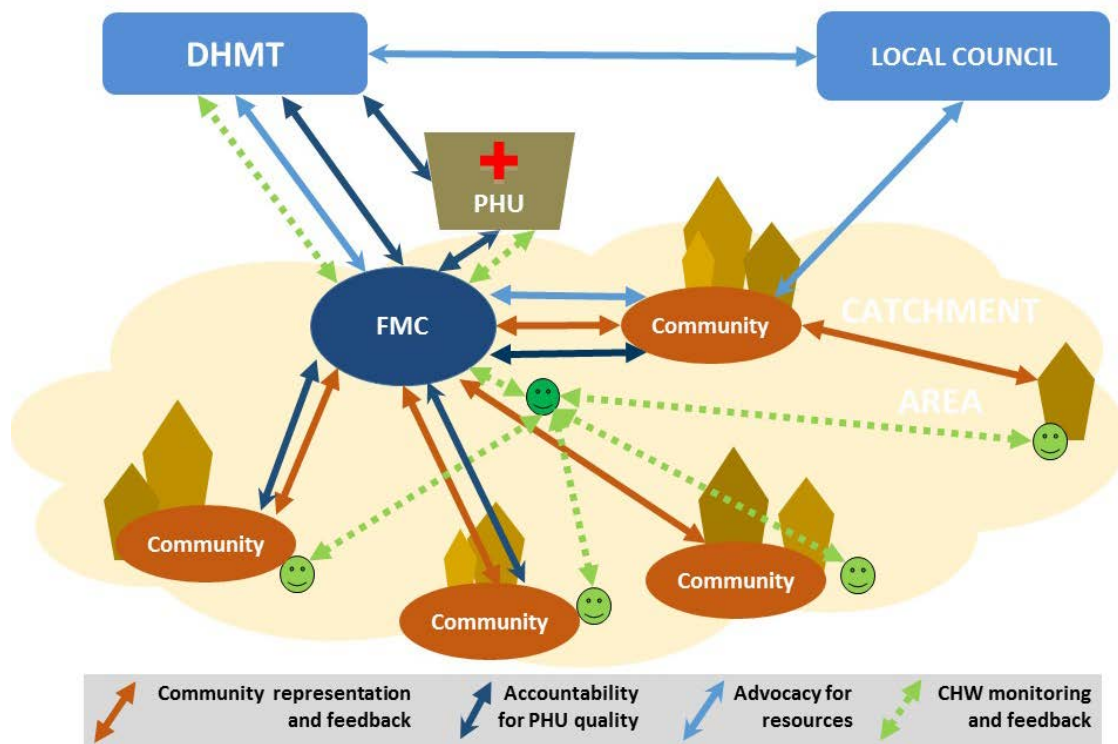 DHMT
LOCAL COUNCIL
PHU
FMC
Community
CATCHMENT
AREA
Community
Community
Community
Community representation
and feedback
Accountability
for PHU quality
Advocacy for
resources
CHW monitoring
and feedback